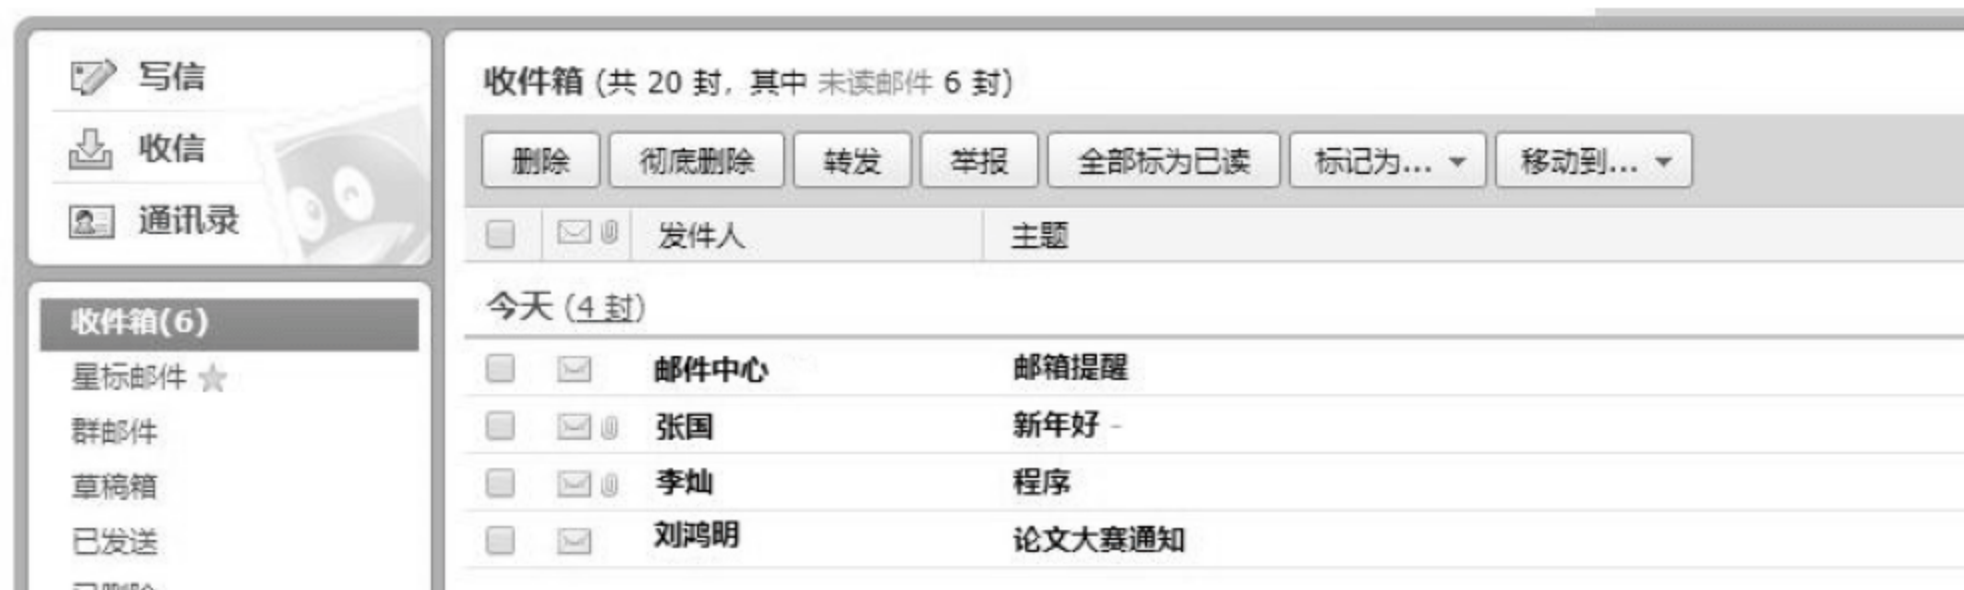 写信
收信
通讯录
收件箱(6)
星标邮件
群邮件
草稿箱
已发送
已删除
收件箱 (共 20 封, 其中 未读邮件 6 封)
删除 彻底删除 转发 举报 全部标为已读 标记为... 移动到...
发件人 主题
今天 (4 封)
邮件中心 邮箱提醒
张国 新年好 -
李灿 程序
刘鸿明 论文大赛通知